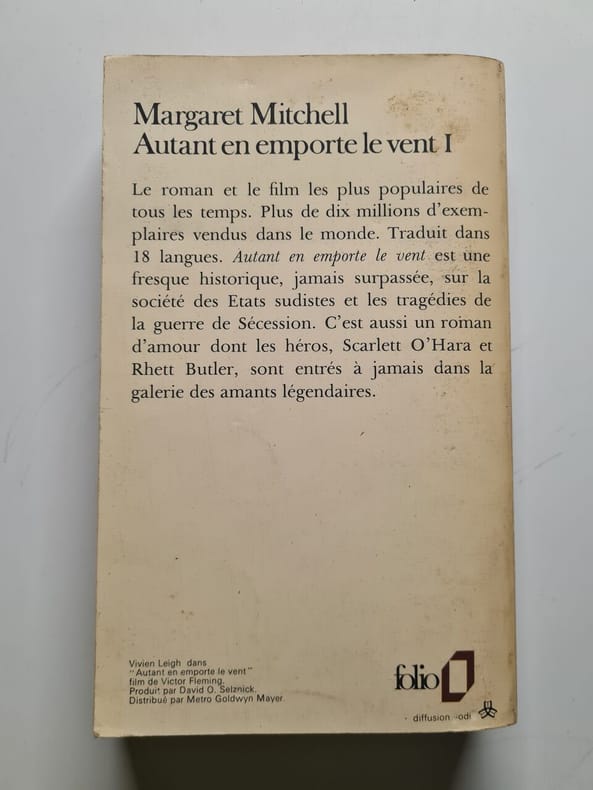 Margaret Mitchell
Autant en emporte le vent I
Le roman et le film les plus populaires de
tous les temps. Plus de dix millions d'exem-
plaires vendus dans le monde. Traduit dans
18 langues. Autant en emporte le vent est une
fresque historique, jamais surpassée, sur la
société des Etats sudistes et les tragédies de
la guerre de Sécession. C'est aussi un roman
d'amour dont les héros, Scarlett O'Hara et
Rhett Butler, sont entrés à jamais dans la
galerie des amants légendaires.
Vivien Leigh dans
"Autant en emporte le vent"
film de Victor Fleming.
Produit par David O. Selznick.
Distribué par Metro Goldwyn Mayer.
folio
diffusion